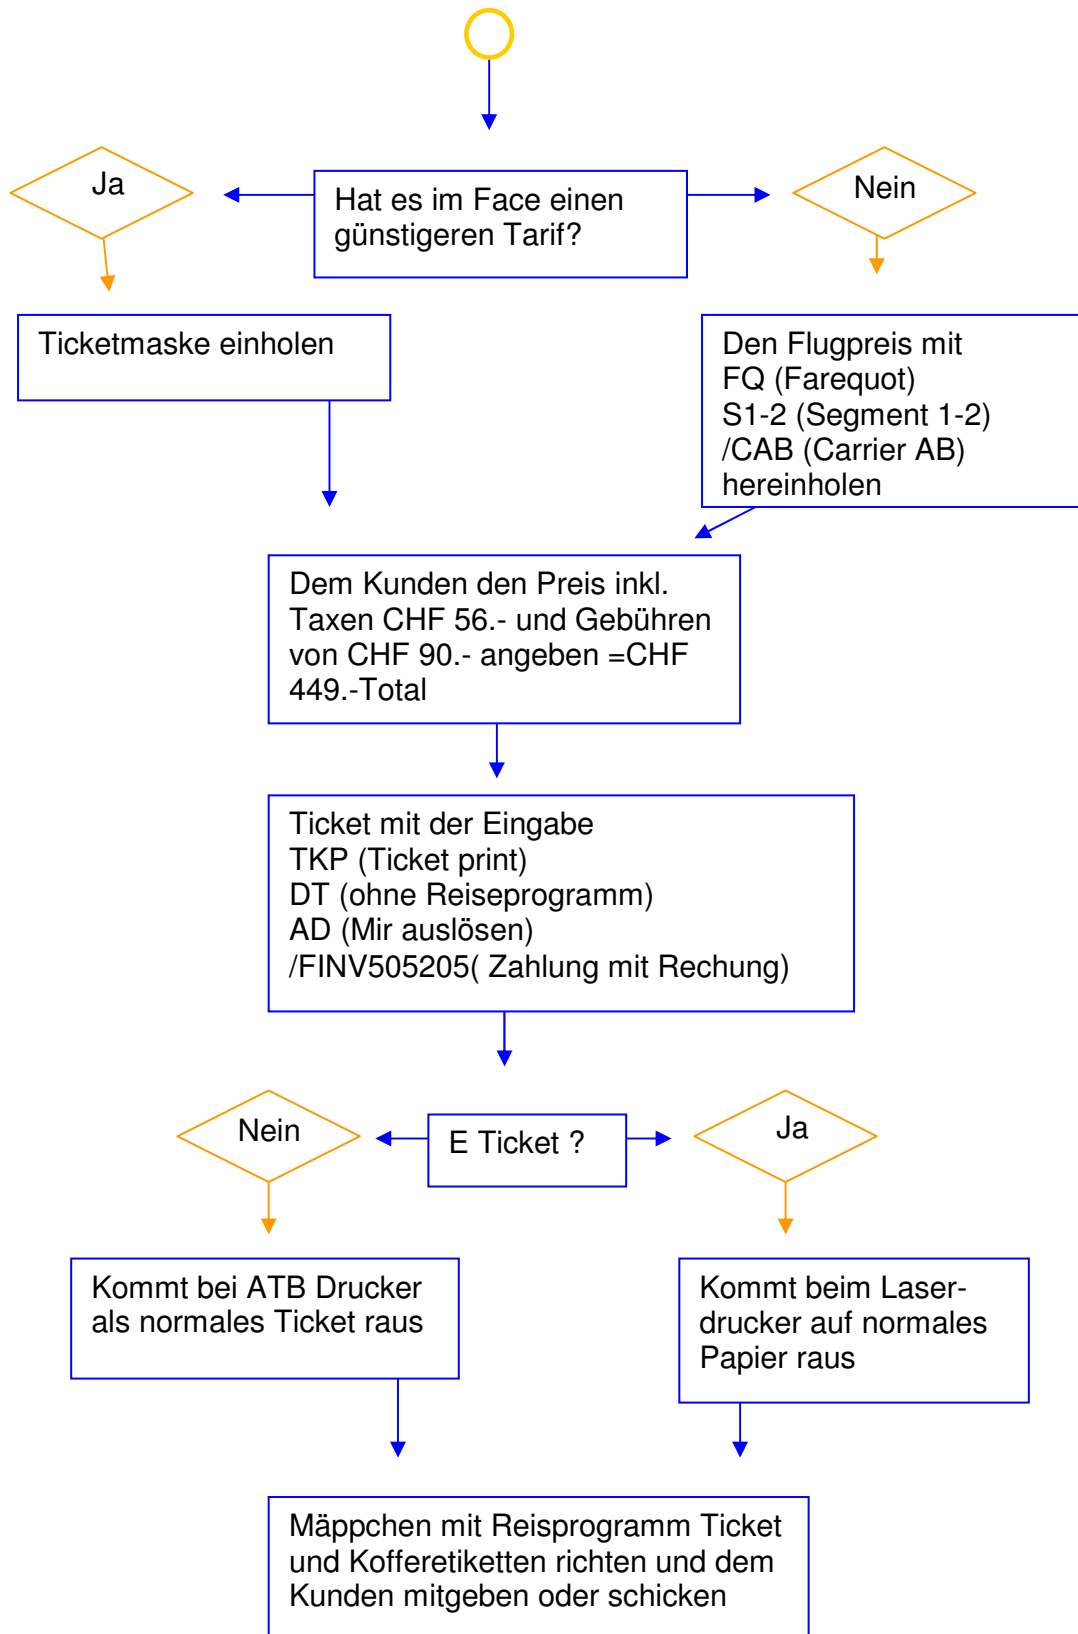 Ja
Hat es im Face einen
günstigeren Tarif?
Nein
Ticketmaske einholen
Den Flugpreis mit
FQ (Farequot)
S1-2 (Segment 1-2)
/CAB (Carrier AB)
hereinholen
Dem Kunden den Preis inkl.
Taxen CHF 56.- und Gebühren
von CHF 90.- angeben =CHF
449.-Total
Ticket mit der Eingabe
TKP (Ticket print)
DT (ohne Reiseprogramm)
AD (Mir auslösen)
/FINV505205( Zahlung mit Rechung)
Nein
E Ticket ?
Ja
Kommt bei ATB Drucker
als normales Ticket raus
Kommt beim Laser-
drucker auf normales
Papier raus
Mäppchen mit Reisprogramm Ticket
und Kofferetiketten richten und dem
Kunden mitgeben oder schicken